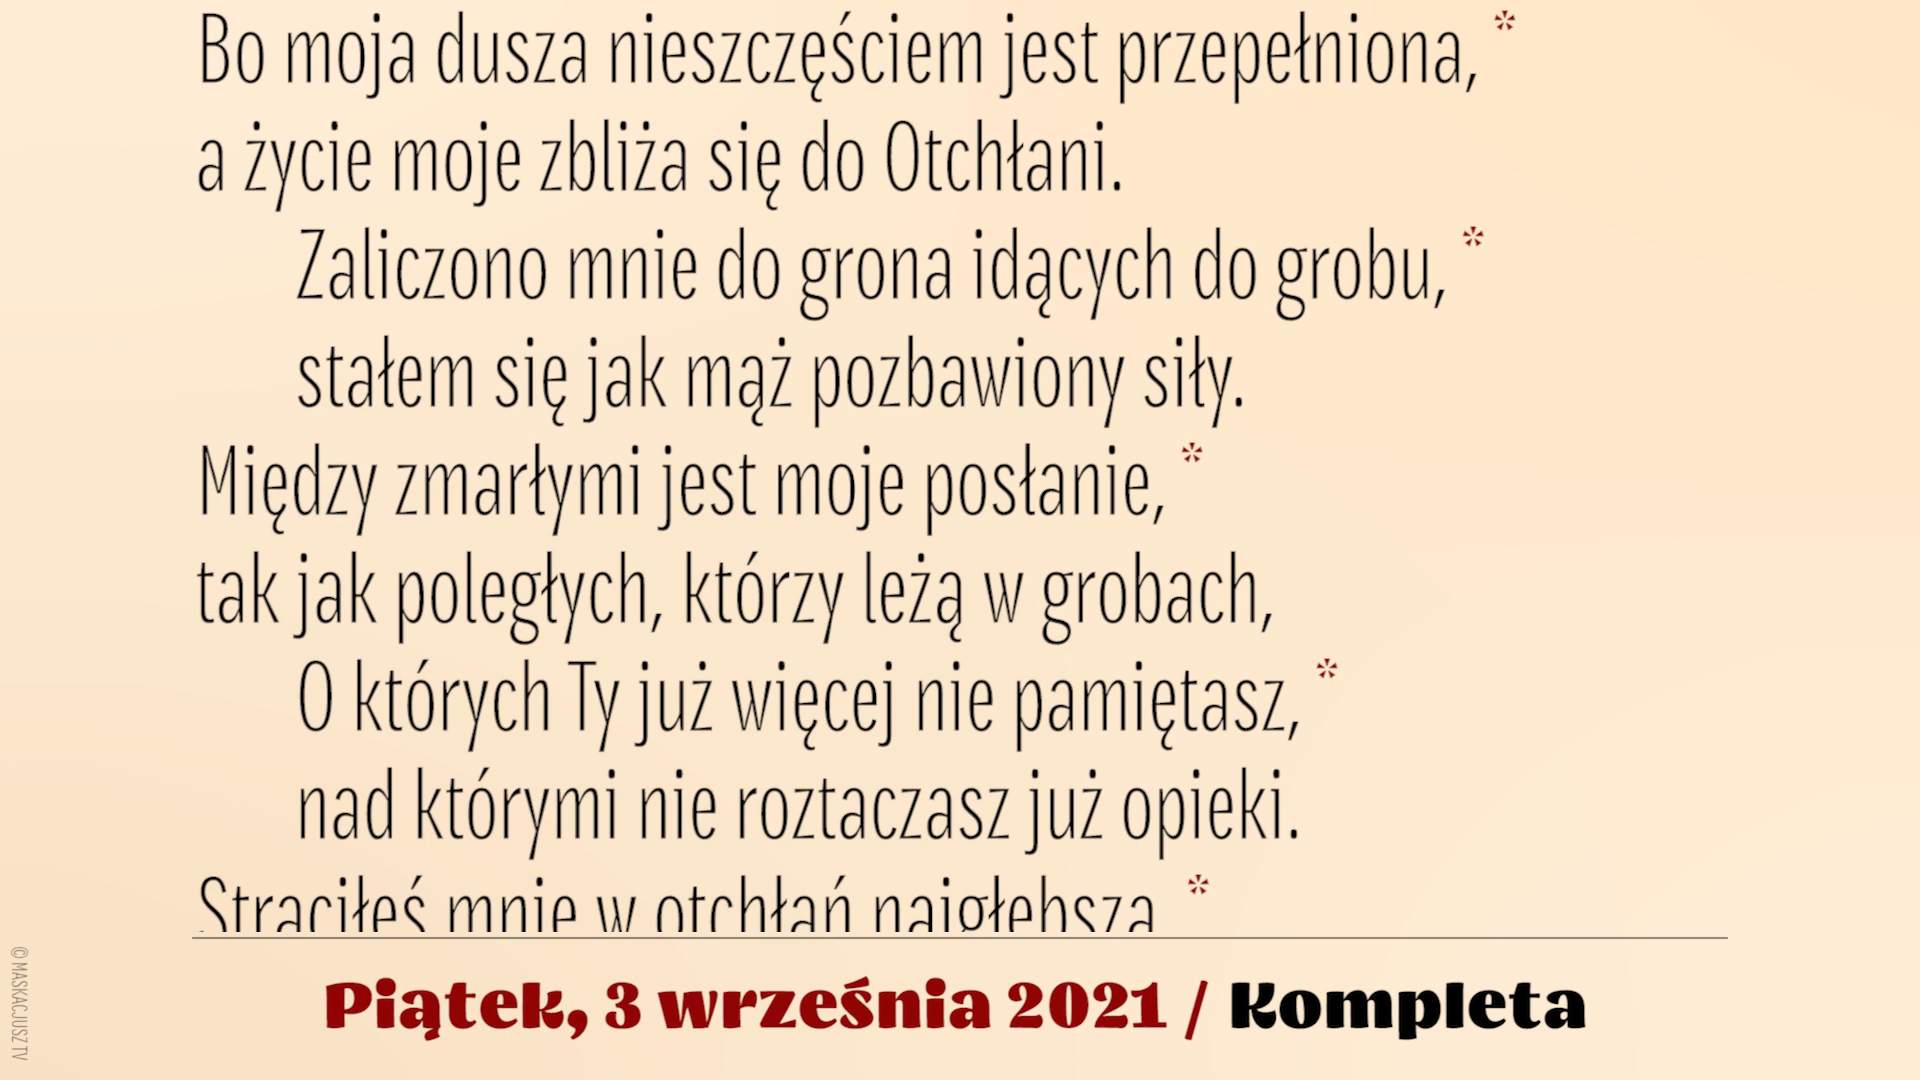 Bo moja dusza nieszczęściem jest przepełniona, *
a życie moje zbliża się do Otchłani.
Zaliczono mnie do grona idących do grobu, *
stałem się jak mąż pozbawiony siły.
Między zmarłymi jest moje posłanie, *
tak jak poległych, którzy leżą w grobach,
O których Ty już więcej nie pamiętasz, *
nad którymi nie roztaczasz już opieki.
Strąciłeś mnie w otchłań najgłębszą, *
Piątek, 3 września 2021 / Kompleta
© MASKACJUSZ TV